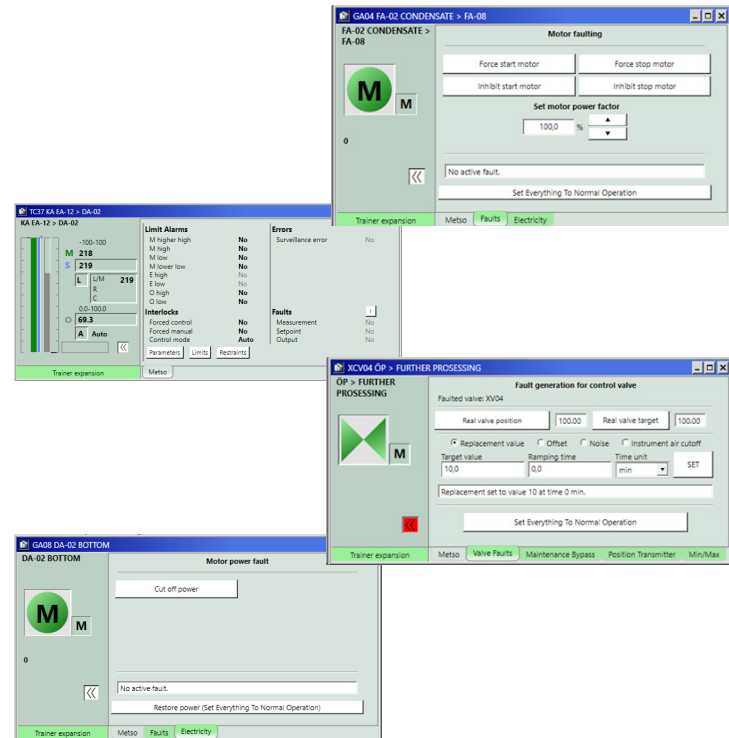 GA04 FA-02 CONDENSATE > FA-08
FA-02 CONDENSATE >
FA-08
Motor faulting
Force start motor
Force stop motor
Inhibit start motor
Inhibit stop motor
M
M
Set motor power factor
100,0
%
0
No active fault.
Set Everything To Normal Operation
Trainer expansion
Metso
Faults
Electricity
TC37 KA EA-12 > DA-02
KA EA-12 > DA-02
-100-100
M 218
S 219
L
L/M 219
R
C
0.0-100.0
O 69.3
A Auto
Limit Alarms
M higher high No
M high No
M low No
M lower low No
E high No
E low No
O high No
O low No
Interlocks
Forced control No
Forced manual No
Control mode Auto
Parameters
Limits
Restraints
Errors
Surveillance error No
Faults
Measurement No
Setpoint No
Output No
Trainer expansion
Metso
XCV04 ÖP > FURTHER PROSESSING
ÖP > FURTHER
PROSESSING
M
Fault generation for control valve
Faulted valve: XV04
Real valve position
100.00
Real valve target
100.00
Replacement value
Offset
Noise
Instrument air cutoff
Target value
Ramping time
Time unit
10,0
0,0
min
SET
Replacement set to value 10 at time 0 min.
Set Everything To Normal Operation
Trainer expansion
Metso
Valve Faults
Maintenance Bypass
Position Transmitter
Min/Max
GA08 DA-02 BOTTOM
DA-02 BOTTOM
Motor power fault
Cut off power
M
M
0
No active fault.
Restore power (Set Everything To Normal Operation)
Trainer expansion
Metso
Faults
Electricity